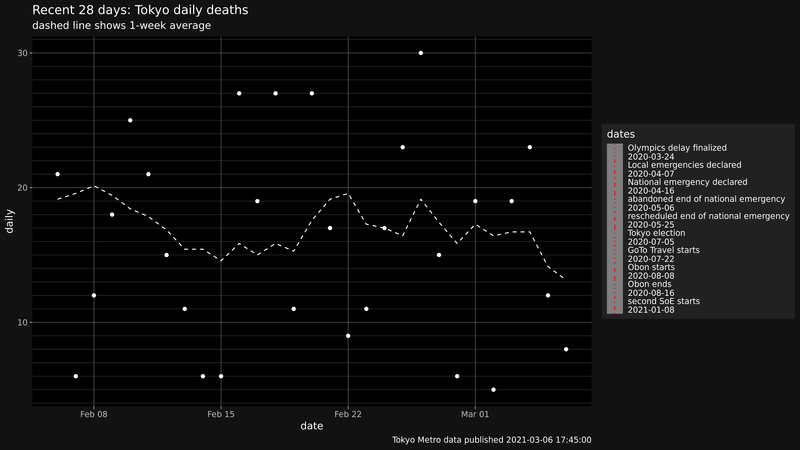 Recent 28 days: Tokyo daily deaths
dashed line shows 1-week average
30
20
10
daily
Feb 08
Feb 15
Feb 22
Mar 01
date
dates
Olympics delay finalized
2020-03-24
Local emergencies declared
2020-04-07
National emergency declared
2020-04-16
abandoned end of national emergency
2020-05-06
rescheduled end of national emergency
2020-05-25
Tokyo election
2020-07-05
GoTo Travel starts
2020-07-22
Obon starts
2020-08-08
Obon ends
2020-08-16
second SoE starts
2021-01-08
Tokyo Metro data published 2021-03-06 17:45:00